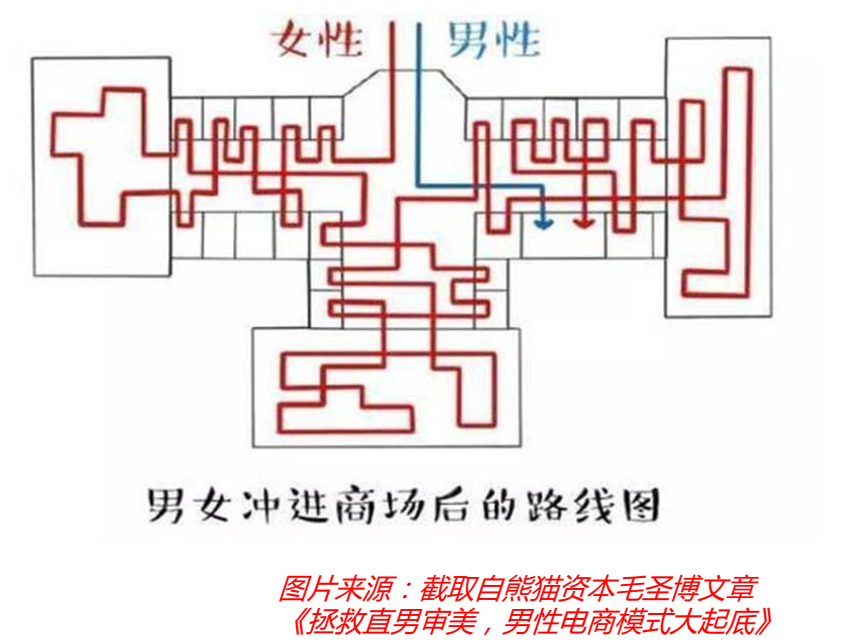 女性 男性
男女冲进商场后的路线图
图片来源：截取自熊猫资本毛圣博文章
《拯救直男审美，男性电商模式大起底》